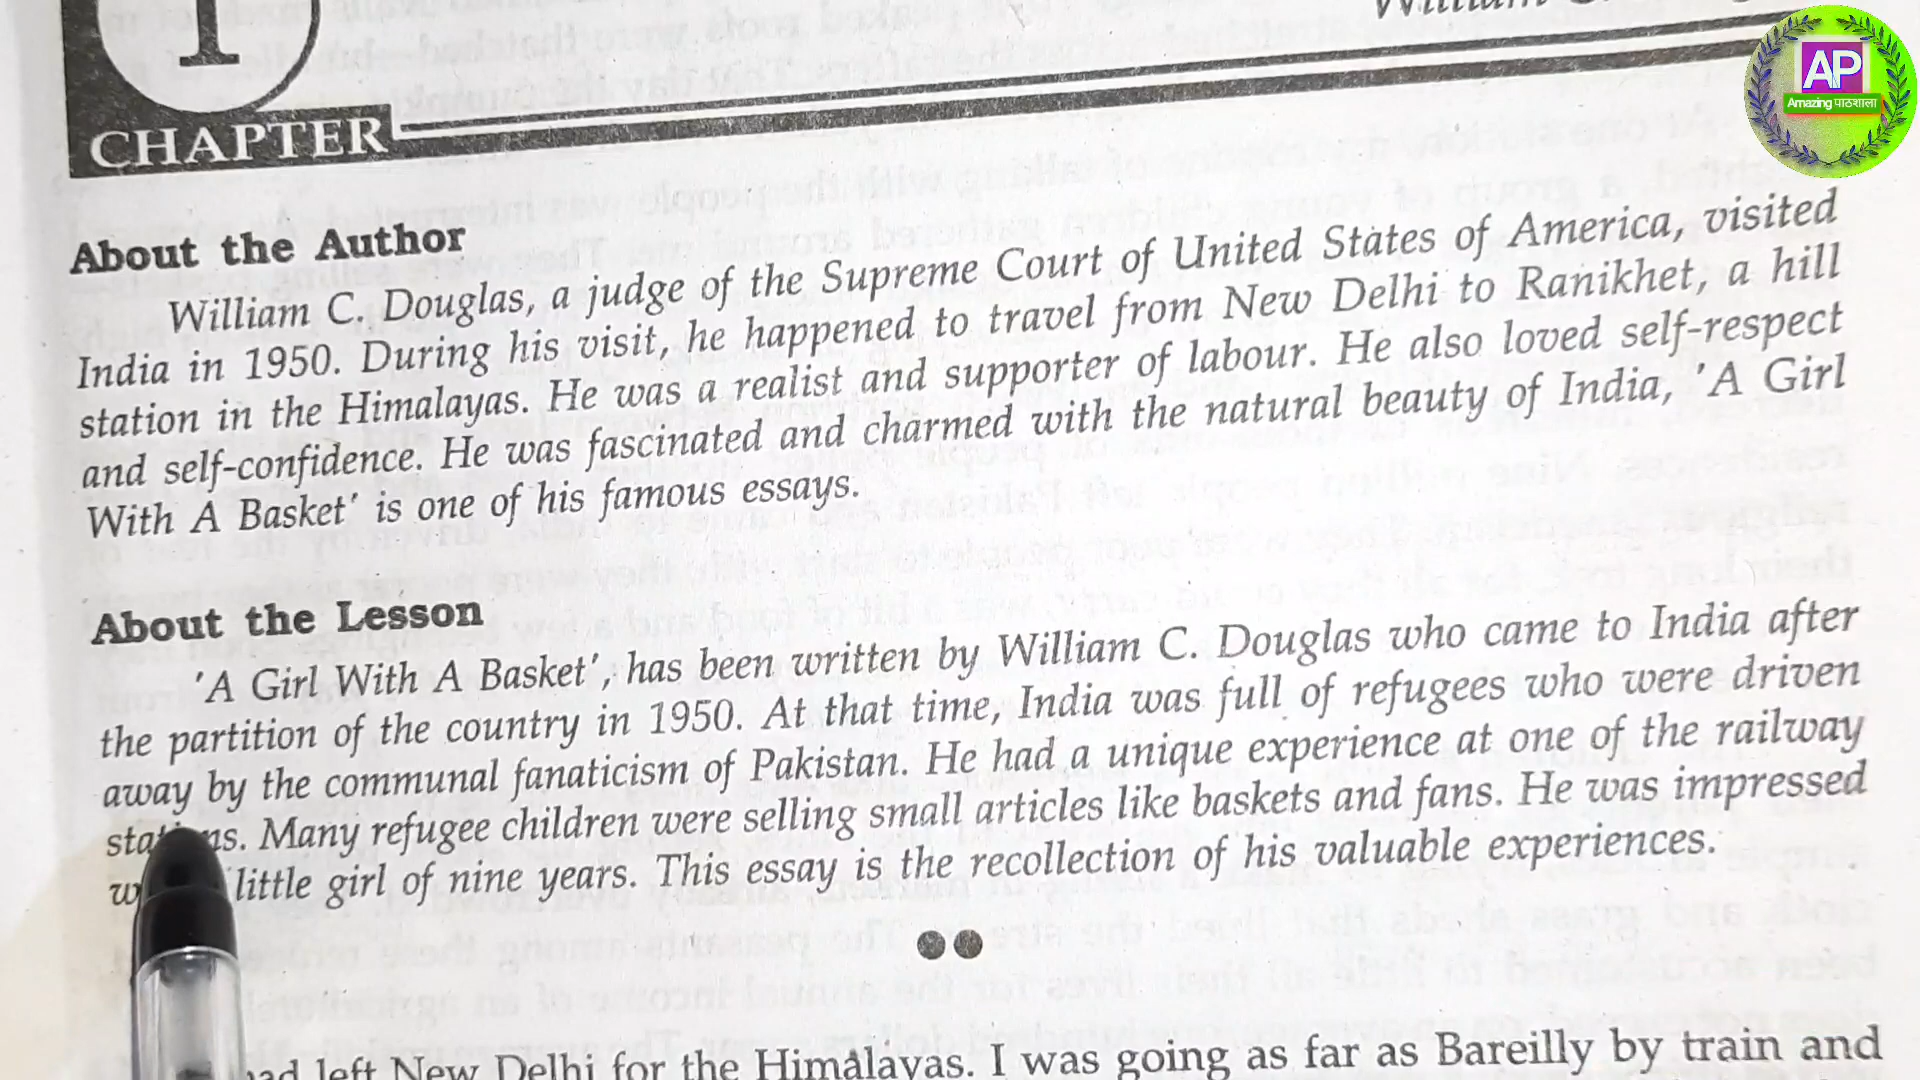 1
AP
Amazing पाठशाला
CHAPTER
About the Author
William C. Douglas, a judge of the Supreme Court of United States of America, visited
India in 1950. During his visit, he happened to travel from New Delhi to Ranikhet, a hill
station in the Himalayas. He was a realist and supporter of labour. He also loved self-respect
and self-confidence. He was fascinated and charmed with the natural beauty of India, 'A Girl
With A Basket' is one of his famous essays.
About the Lesson
'A Girl With A Basket', has been written by William C. Douglas who came to India after
the partition of the country in 1950. At that time, India was full of refugees who were driven
away by the communal fanaticism of Pakistan. He had a unique experience at one of the railway
Many refugee children were selling small articles like baskets and fans. He was impressed
little girl of nine years. This essay is the recollection of his valuable experiences.
left New Delhi for the Himalayas. I was going as far as Bareilly by train and